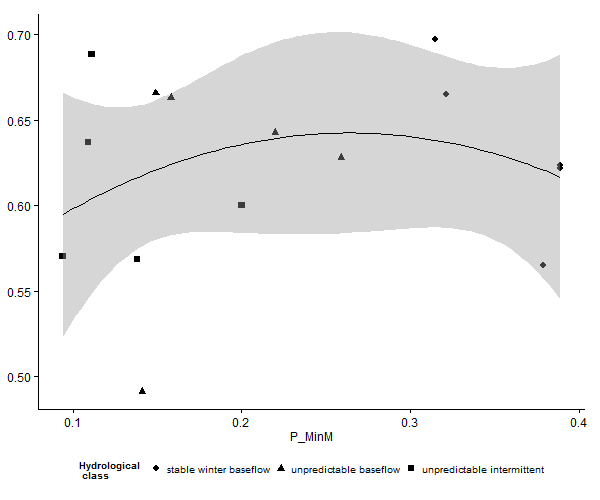 0.70
0.65
0.60
0.55
0.50
0.1 0.2 0.3 0.4
P_MinM
Hydrological
class
stable winter baseflow unpredictable baseflow unpredictable intermittent